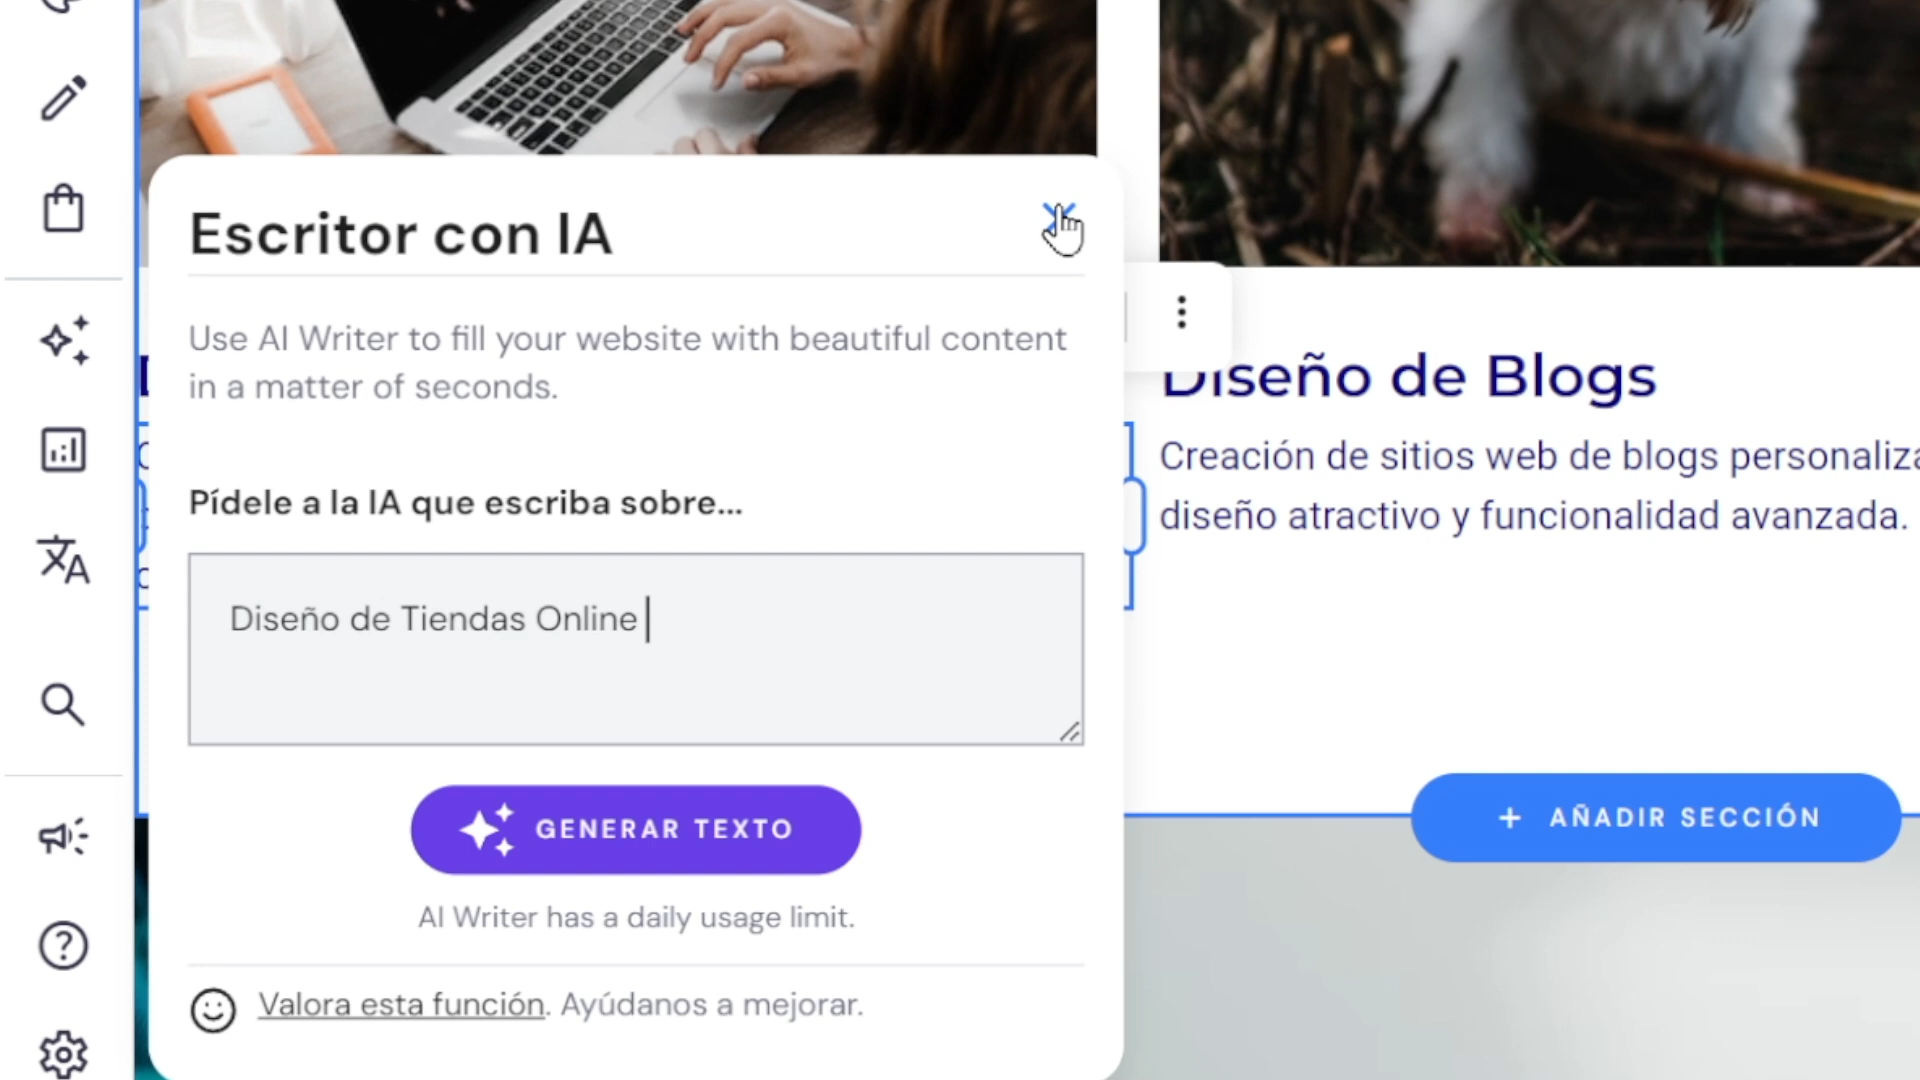 Escritor con IA
Use AI Writer to fill your website with beautiful content
in a matter of seconds.
Pídele a la IA que escriba sobre...
Diseño de Tiendas Online
GENERAR TEXTO
AI Writer has a daily usage limit.
Valora esta función. Ayúdanos a mejorar.
Diseño de Blogs
Creación de sitios web de blogs
diseño atractivo y funcionalidad avanzada.
+ AÑADIR SECCIÓN